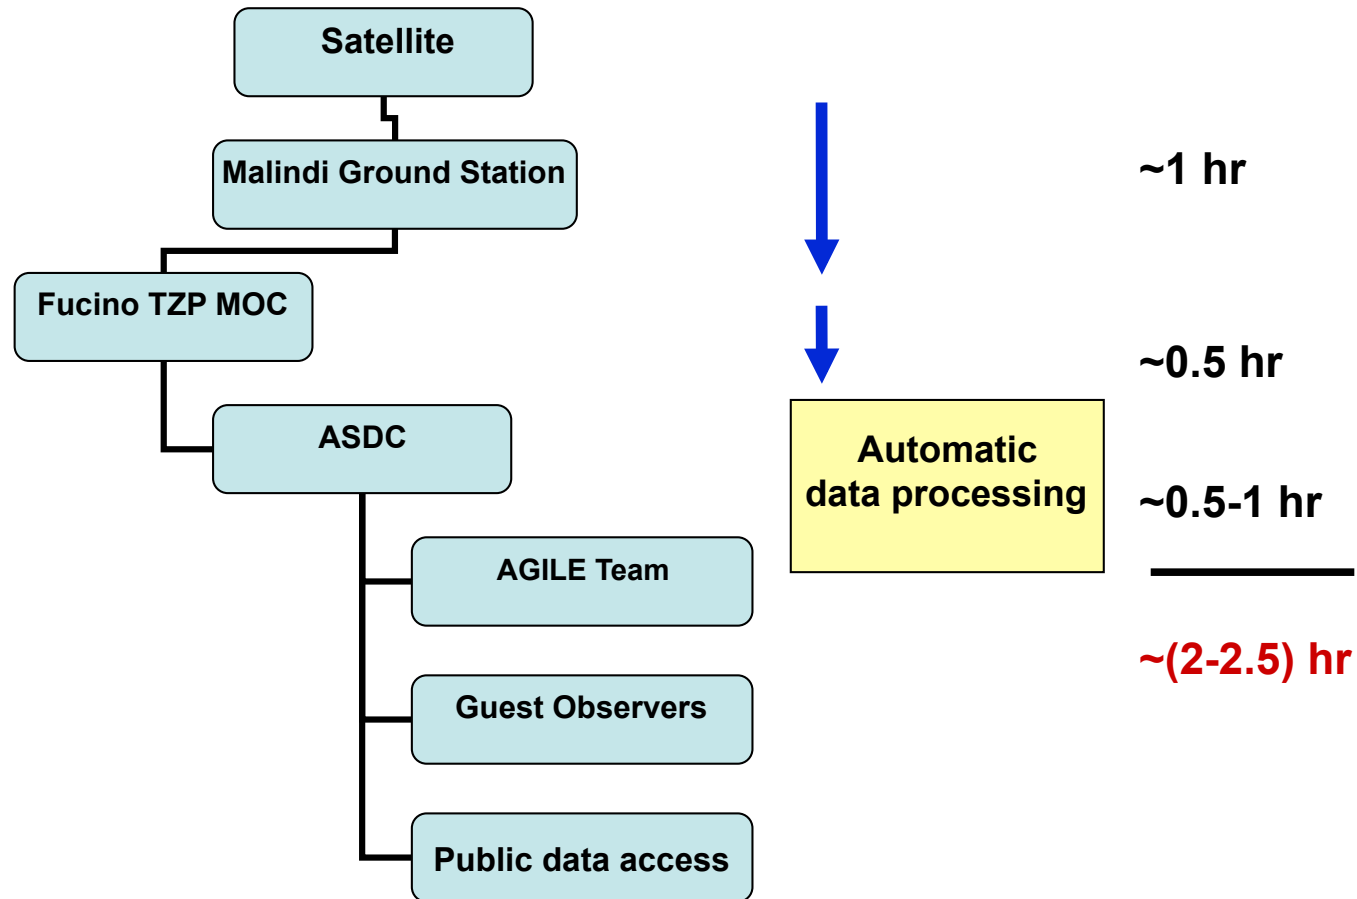 Satellite
Malindi Ground Station
~1 hr
Fucino TZP MOC
~0.5 hr
ASDC
Automatic
data processing
~0.5-1 hr
AGILE Team
~(2-2.5) hr
Guest Observers
Public data access